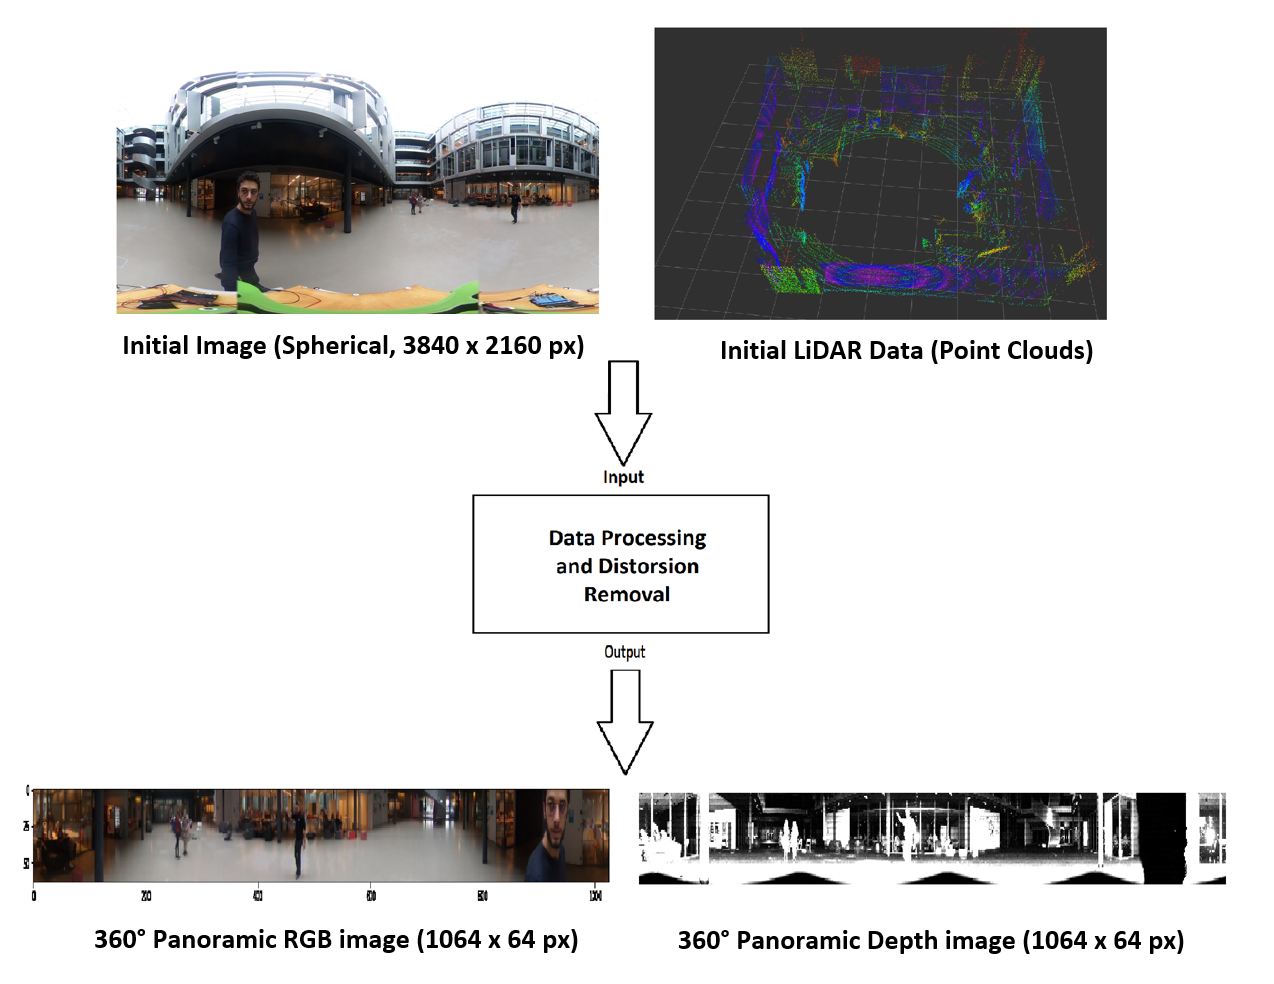 Initial Image (Spherical, 3840 x 2160 px)
Initial LiDAR Data (Point Clouds)
Input
Data Processing
and Distorsion
Removal
Output
0
25
50
0
200
400
600
800
360° Panoramic RGB image (1064 x 64 px)
360° Panoramic Depth image (1064 x 64 px)